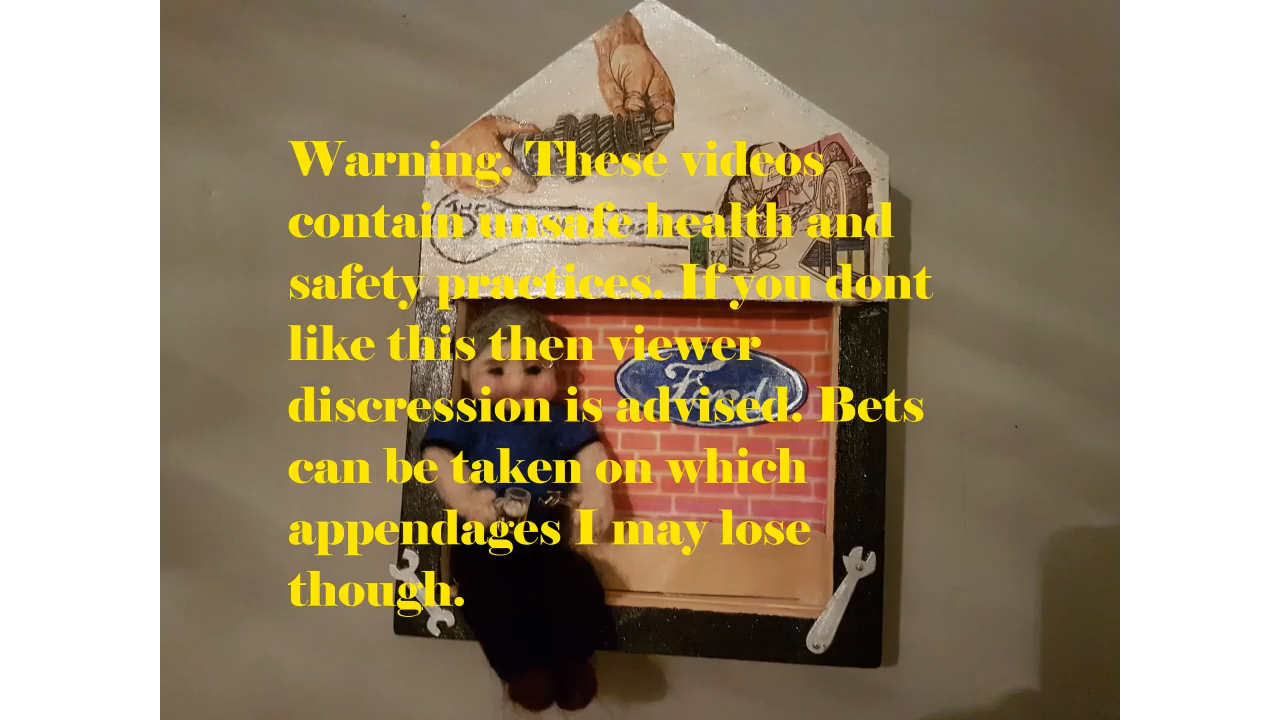 Warning. These videos
contain unsafe health and
safety practices. If you dont
like this then viewer
discression is advised. Bets
can be taken on which
appendages I may lose
though.
Ford